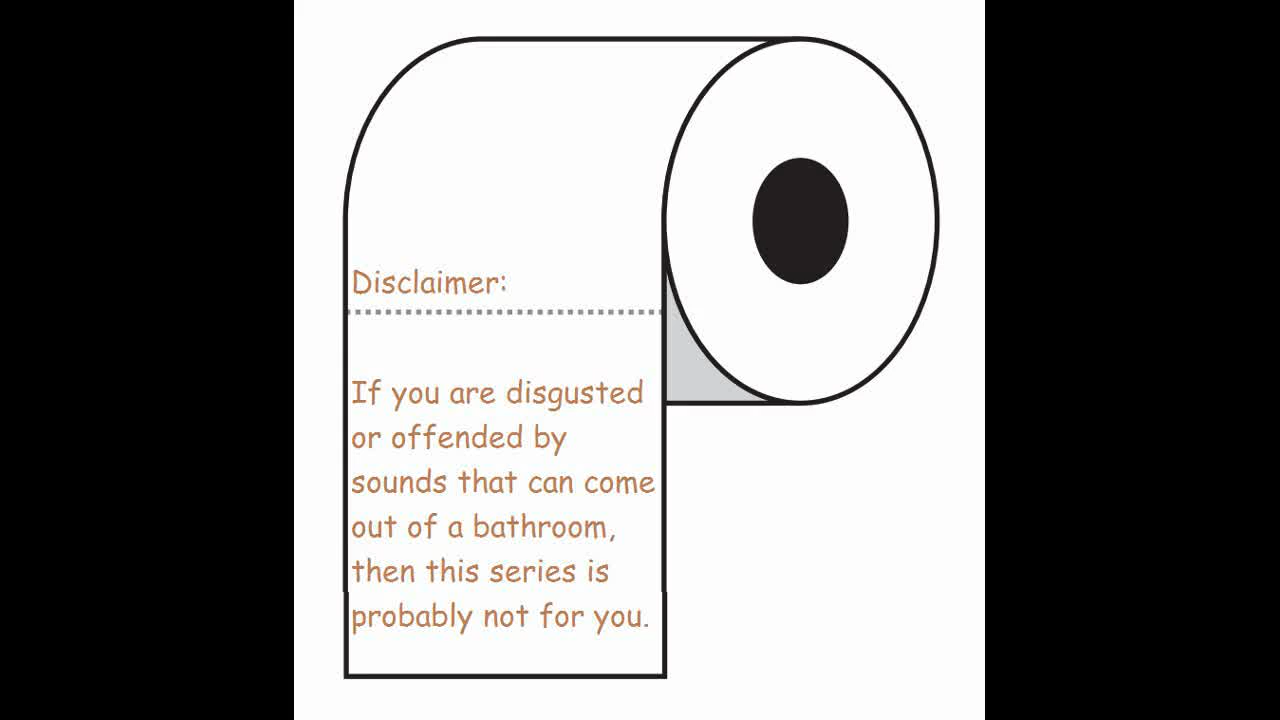 Disclaimer:
If you are disgusted
or offended by
sounds that can come
out of a bathroom,
then this series is
probably not for you.